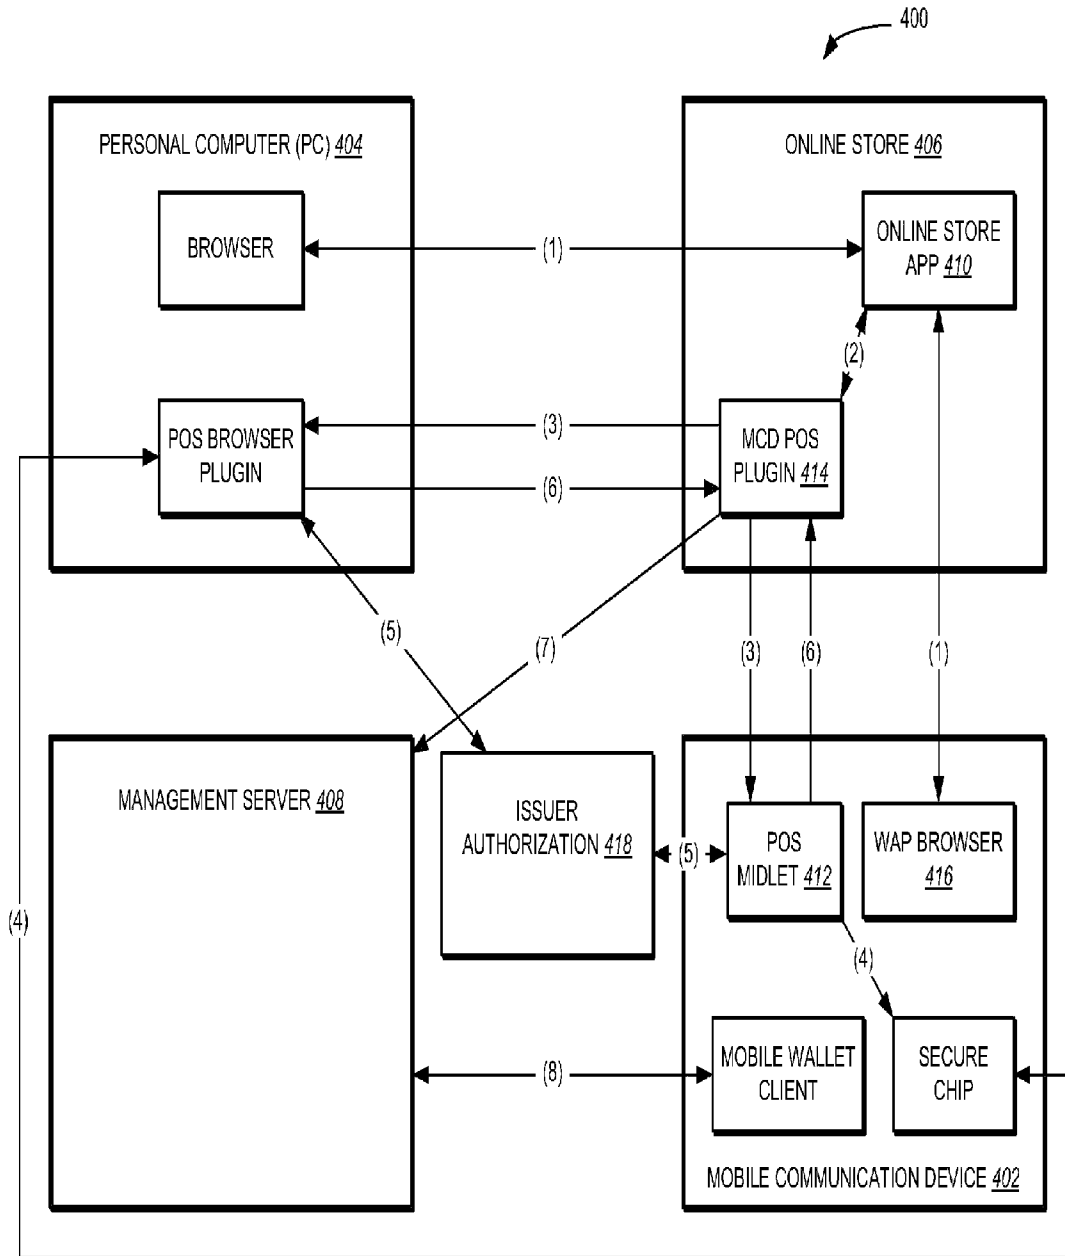 400
PERSONAL COMPUTER (PC) 404
ONLINE STORE 406
BROWSER
(1)
ONLINE STORE
APP 410
(2)
POS BROWSER
PLUGIN
(3)
(6)
MCD POS
PLUGIN 414
(5)
(7)
(3)
(6)
(1)
MANAGEMENT SERVER 408
ISSUER
AUTHORIZATION 418
(5)
POS
MIDLET 412
WAP BROWSER
416
(4)
(4)
(8)
MOBILE WALLET
CLIENT
SECURE
CHIP
MOBILE COMMUNICATION DEVICE 402